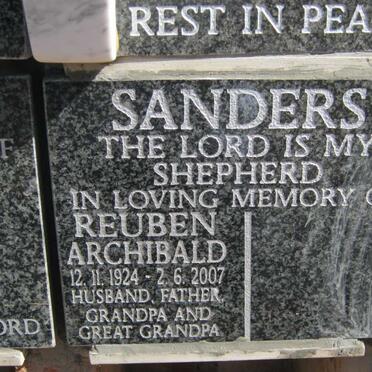 REST IN PEA
SANDERS
THE LORD IS MY
SHEPHERD
IN LOVING MEMORY O
REUBEN
ARCHIBALD
12. 11. 1924 - 2. 6. 2007
HUSBAND, FATHER,
GRANDPA AND
GREAT GRANDPA
F
ORD